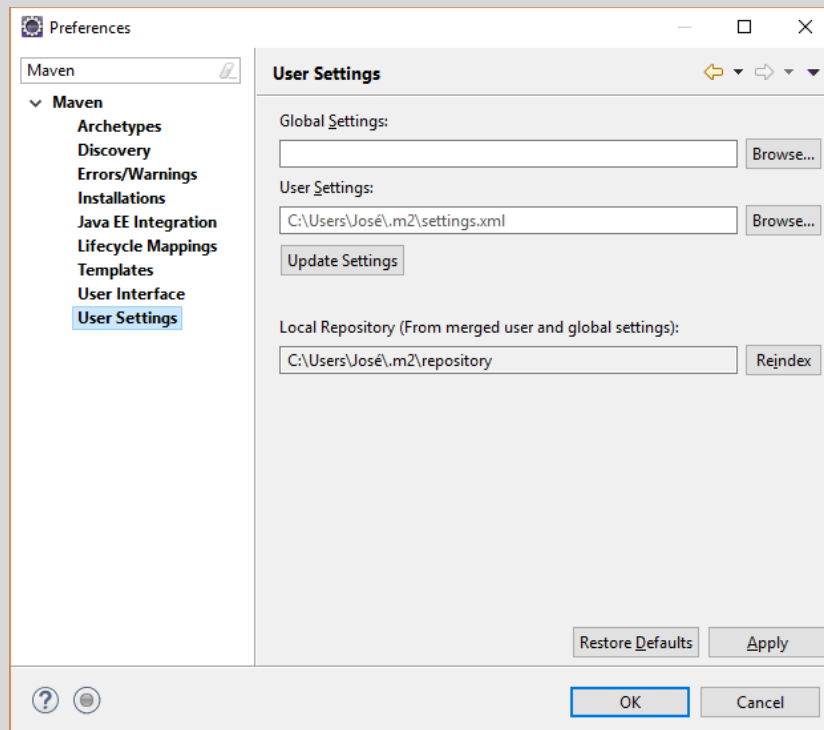 Preferences
Maven
User Settings
Maven
Archetypes
Discovery
Errors/Warnings
Installations
Java EE Integration
Lifecycle Mappings
Templates
User Interface
User Settings
Global Settings:
Browse...
User Settings:
C:\Users\José\.m2\settings.xml
Browse...
Update Settings
Local Repository (From merged user and global settings):
C:\Users\José\.m2\repository
Reindex
Restore Defaults
Apply
?
OK
Cancel